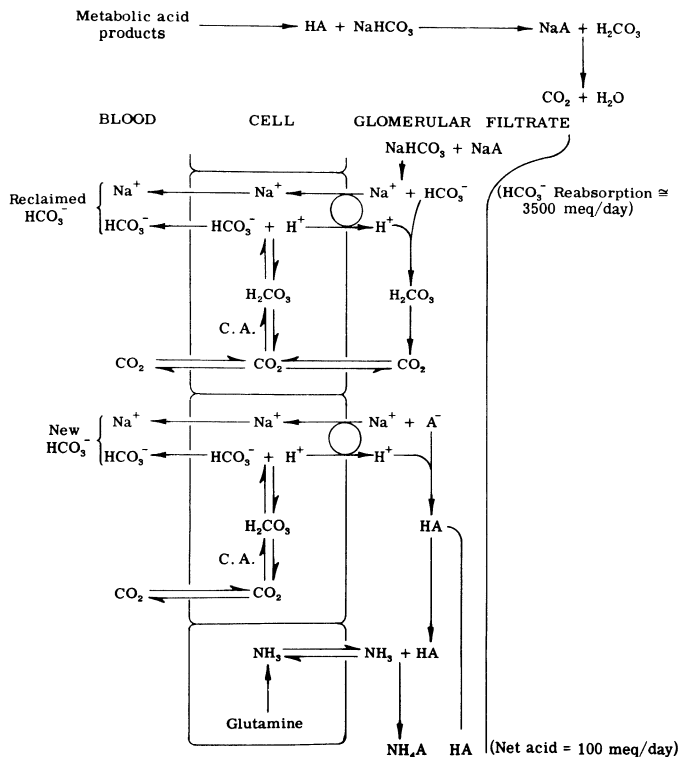 Metabolic acid products
HA + NaHCO₃
NaA + H₂CO₃
CO₂ + H₂O
BLOOD CELL GLOMERULAR FILTRATE
NaHCO₃ + NaA
Reclaimed HCO₃⁻
Na⁺ Na⁺ Na⁺ + HCO₃⁻
(HCO₃⁻ Reabsorption ≅ 3500 meq/day)
HCO₃⁻ HCO₃⁻ + H⁺ H⁺
H₂CO₃ H₂CO₃
C.A.
CO₂ CO₂ CO₂
New HCO₃⁻
Na⁺ Na⁺ Na⁺ + A⁻
HCO₃⁻ HCO₃⁻ + H⁺ H⁺
H₂CO₃ HA
C.A.
CO₂ CO₂
NH₃ NH₃ + HA
Glutamine
NH₄A HA (Net acid = 100 meq/day)